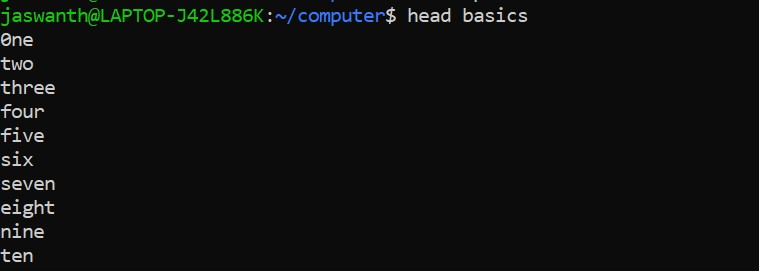 jaswanth@LAPTOP-J42L886K:~/computer$ head basics
0ne
two
three
four
five
six
seven
eight
nine
ten